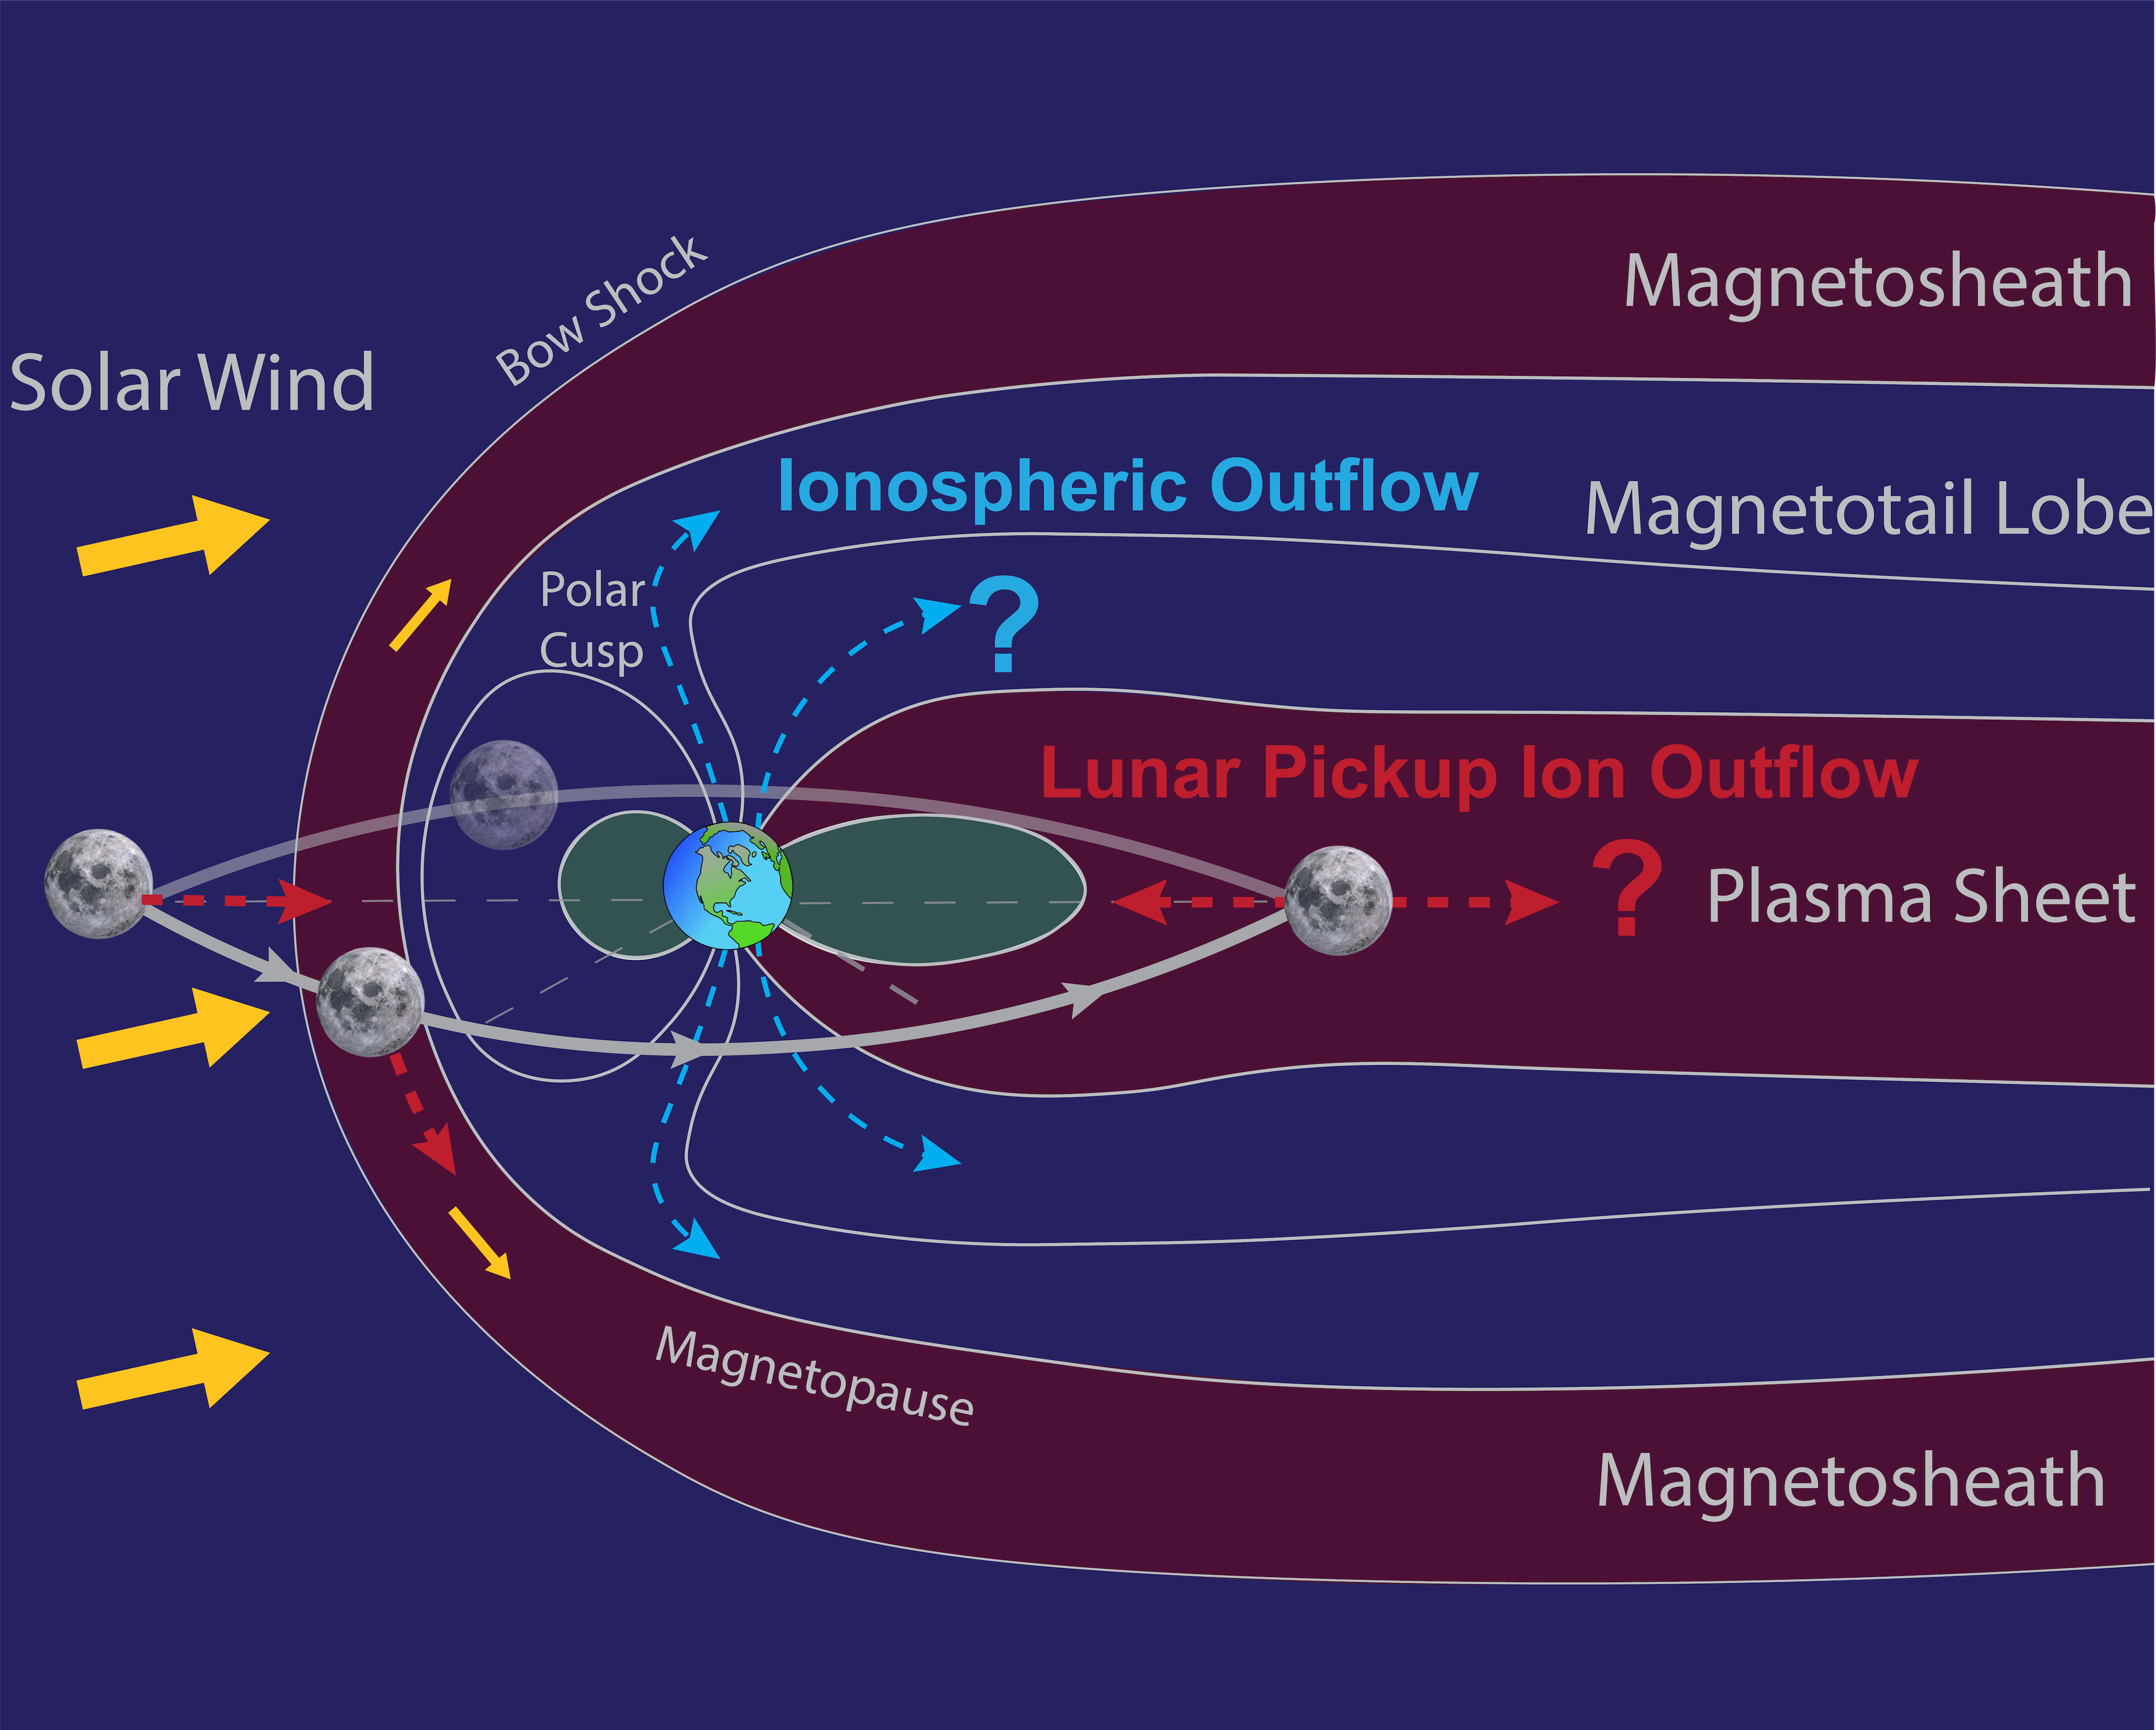 Bow Shock
Magnetosheath
Solar Wind
Ionospheric Outflow
Magnetotail Lobe
Polar
Cusp
?
Lunar Pickup Ion Outflow
?
Plasma Sheet
Magnetopause
Magnetosheath